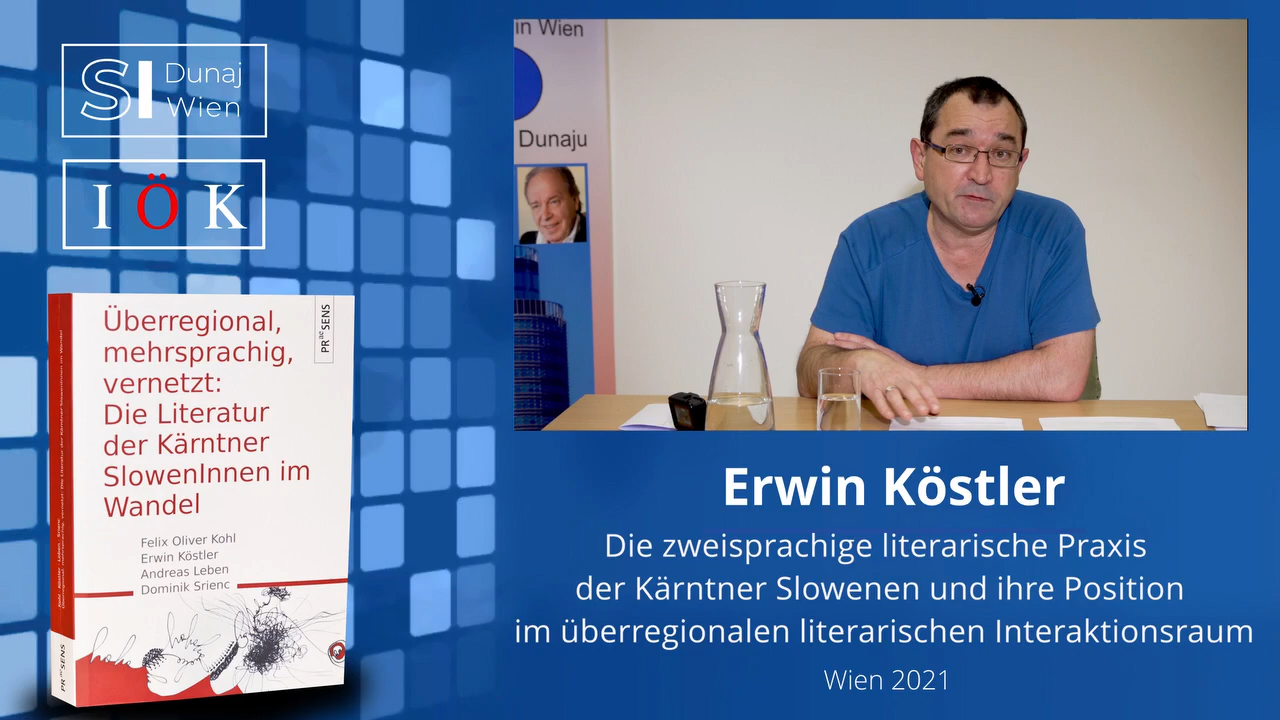 SI Dunaj
Wien
I Ö K
Überregional,
mehrsprachig,
vernetzt:
Die Literatur
der Kärntner
SlowenInnen im
Wandel
PRaeSENS
Felix Oliver Kohl
Erwin Köstler
Andreas Leben
Dominik Srienc
PRaeSENS
in Wien
Dunaju
Erwin Köstler
Die zweisprachige literarische Praxis
der Kärntner Slowenen und ihre Position
im überregionalen literarischen Interaktionsraum
Wien 2021